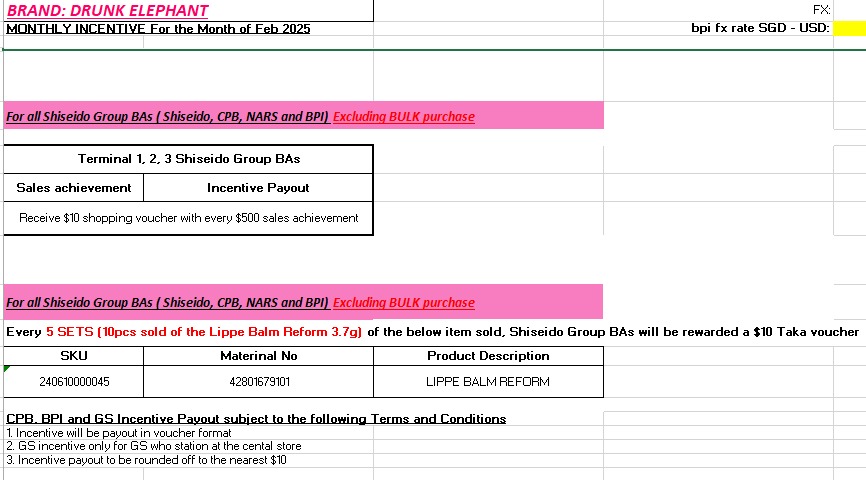 BRAND: DRUNK ELEPHANT
FX:
MONTHLY INCENTIVE For the Month of Feb 2025
bpi fx rate SGD - USD:
For all Shiseido Group BAs ( Shiseido, CPB, NARS and BPI) Excluding BULK purchase
Terminal 1, 2, 3 Shiseido Group BAs
Sales achievement Incentive Payout
Receive $10 shopping voucher with every $500 sales achievement
For all Shiseido Group BAs ( Shiseido, CPB, NARS and BPI) Excluding BULK purchase
Every 5 SETS (10pcs sold of the Lippe Balm Reform 3.7g) of the below item sold, Shiseido Group BAs will be rewarded a $10 Taka voucher
SKU Materinal No Product Description
240610000045 42801679101 LIPPE BALM REFORM
CPB, BPI and GS Incentive Payout subject to the following Terms and Conditions
1. Incentive will be payout in voucher format
2. GS incentive only for GS who station at the cental store
3. Incentive payout to be rounded off to the nearest $10